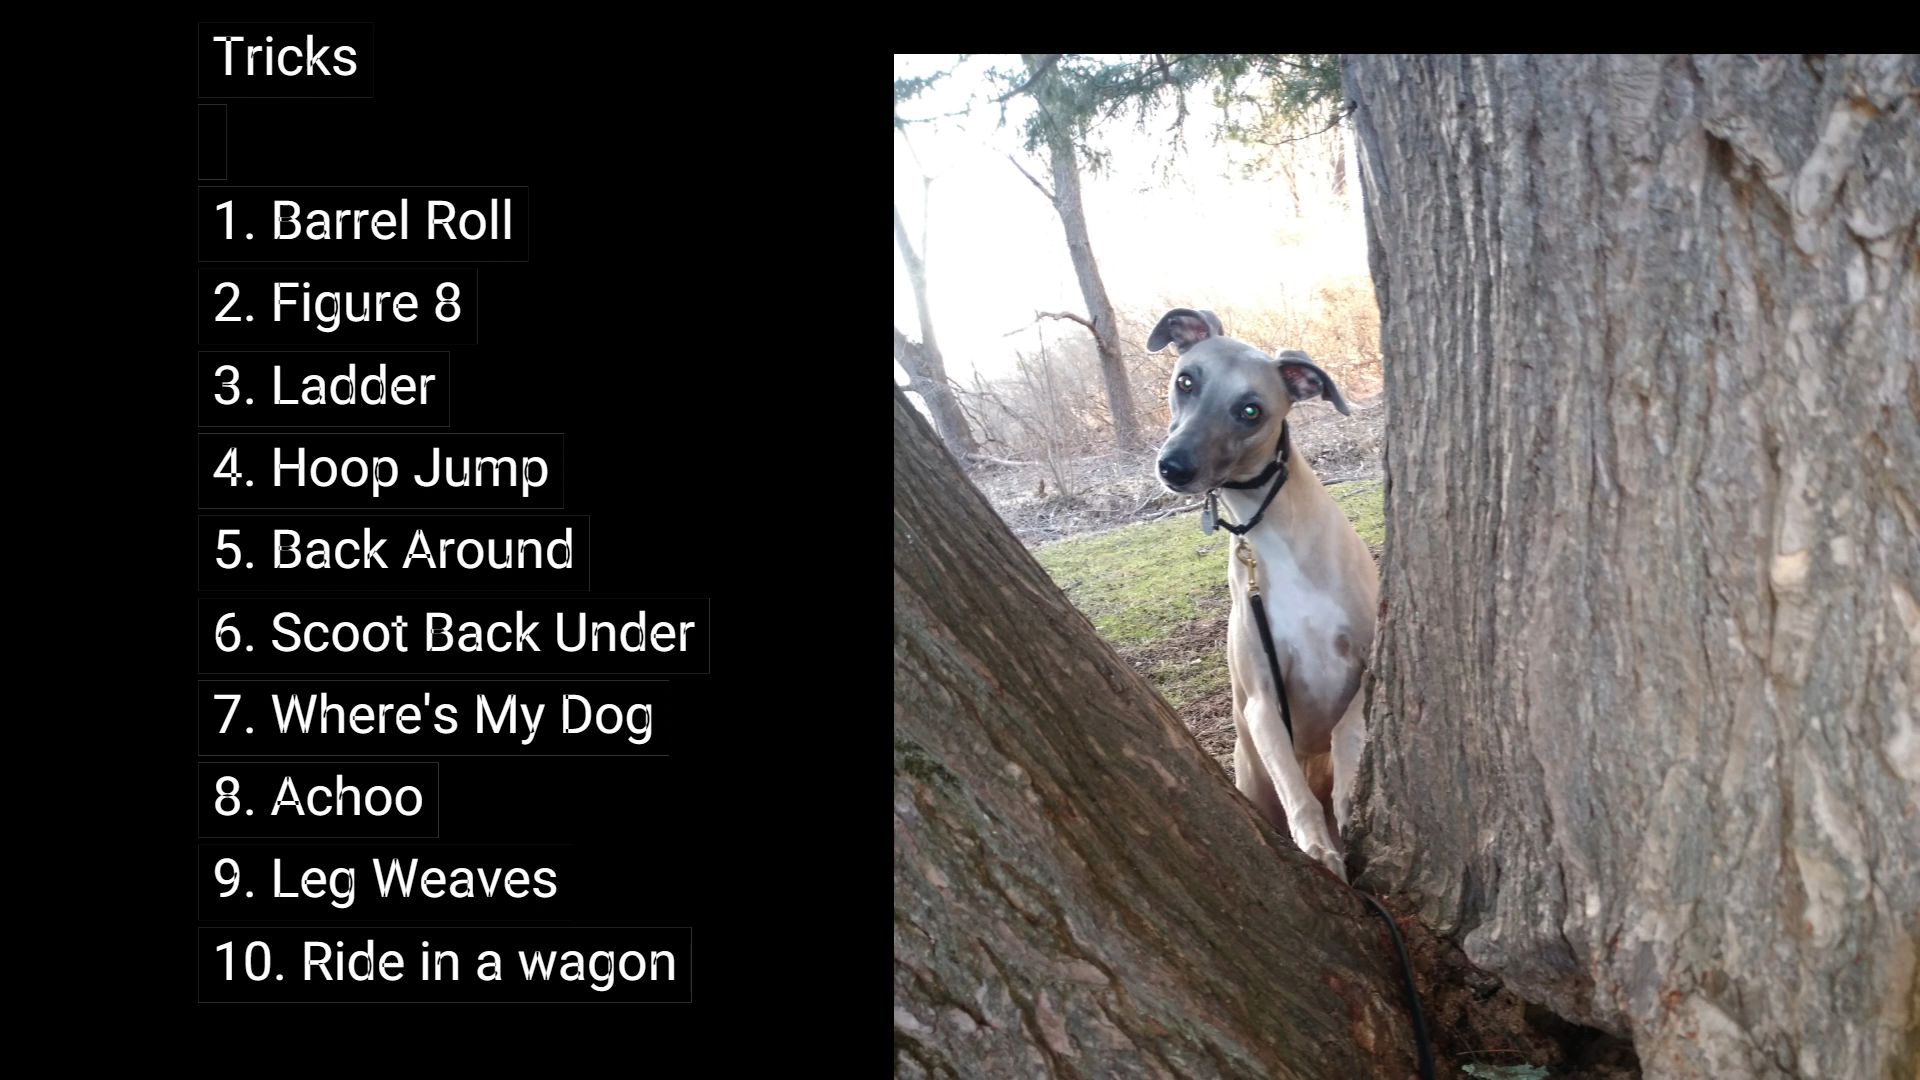 Tricks
1. Barrel Roll
2. Figure 8
3. Ladder
4. Hoop Jump
5. Back Around
6. Scoot Back Under
7. Where's My Dog
8. Achoo
9. Leg Weaves
10. Ride in a wagon